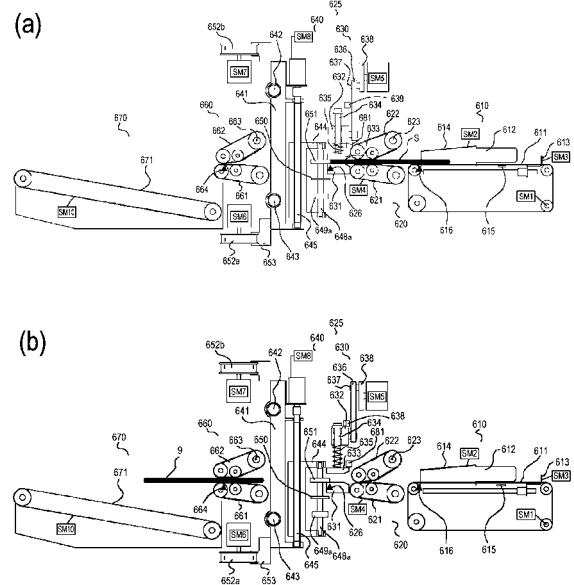 (a)
625
652b
642
640
630
638
SM8
636
637
SM5
SM7
632
639
634
610
660
641
635
670
663
650
651
644
681
633
622
623
SM2
662
614
612
611
613
S
SM3
671
SM4
SM1
SM10
664
661
631
626
621
616
615
SM6
649a
620
648a
645
652a
653
643
(b)
625
642
640
652b
630
SM8
636
637
638
SM5
SM7
632
638
634
610
660
641
635
681
670
663
650
651
644
633
622
623
9
662
614
SM2
612
611
613
SM3
671
SM4
SM1
SM10
664
661
631
626
621
616
615
SM6
620
649a
648a
652a
653
643
645